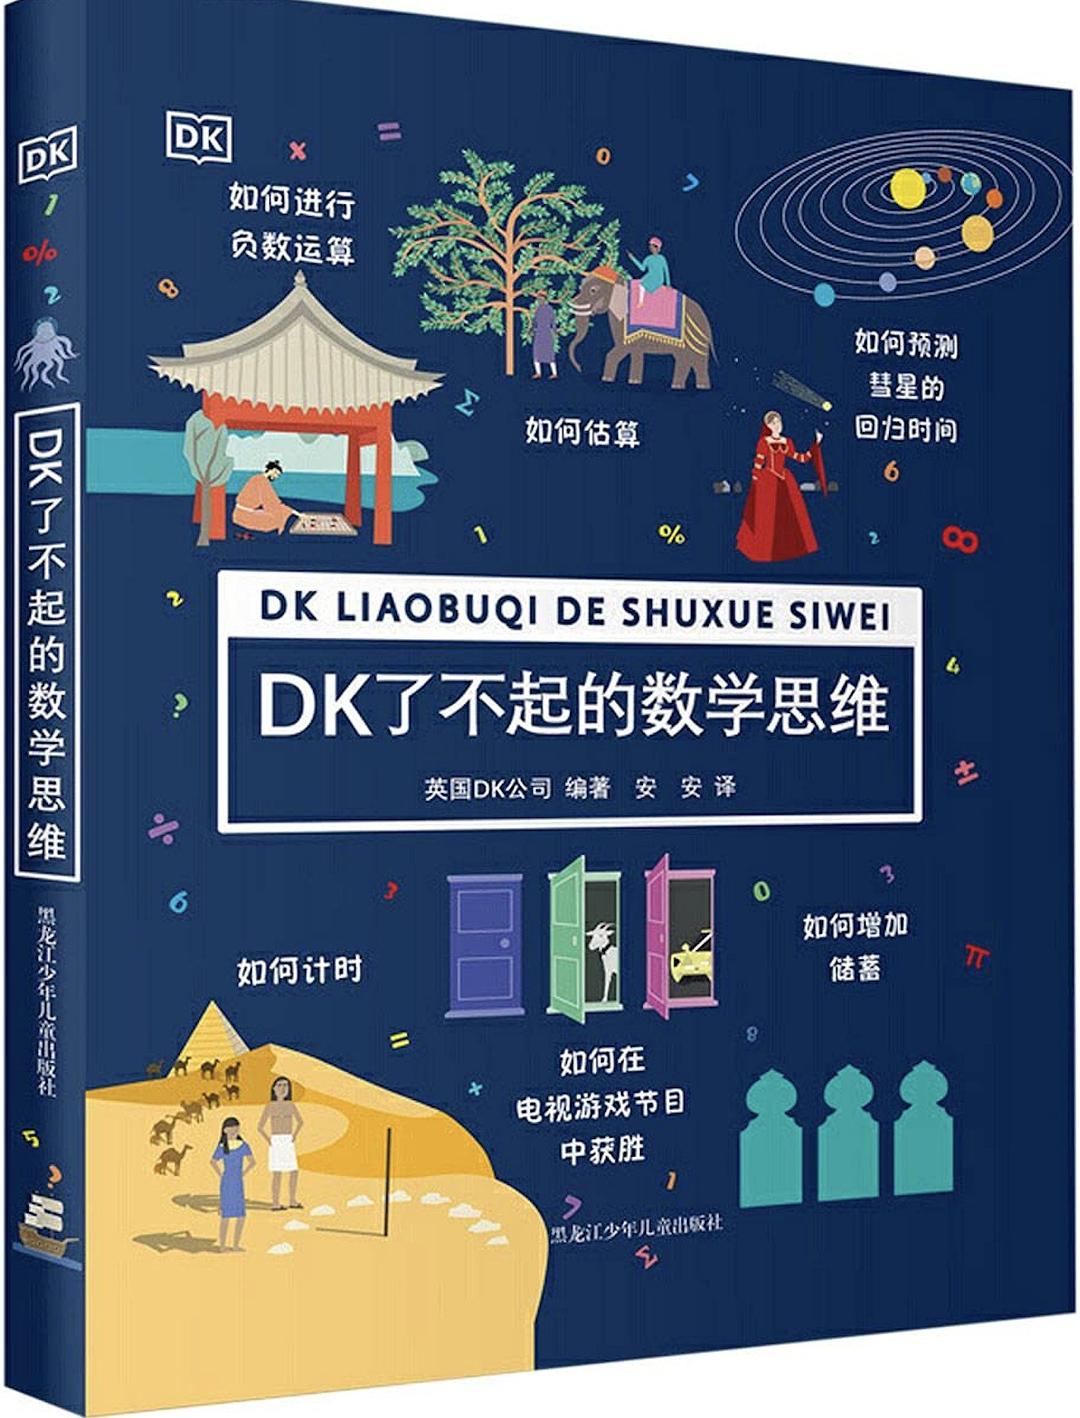 DK
DK
了
不
起
的
数
学
思
维
黑龙江少年儿童出版社
DK
如何进行
负数运算
如何估算
如何预测
彗星的
回归时间
DK LIAOBUQI DE SHUXUE SIWEI
DK了不起的数学思维
英国DK公司 编著 安 安 译
如何计时
如何在
电视游戏节目
中获胜
如何增加
储蓄
黑龙江少年儿童出版社